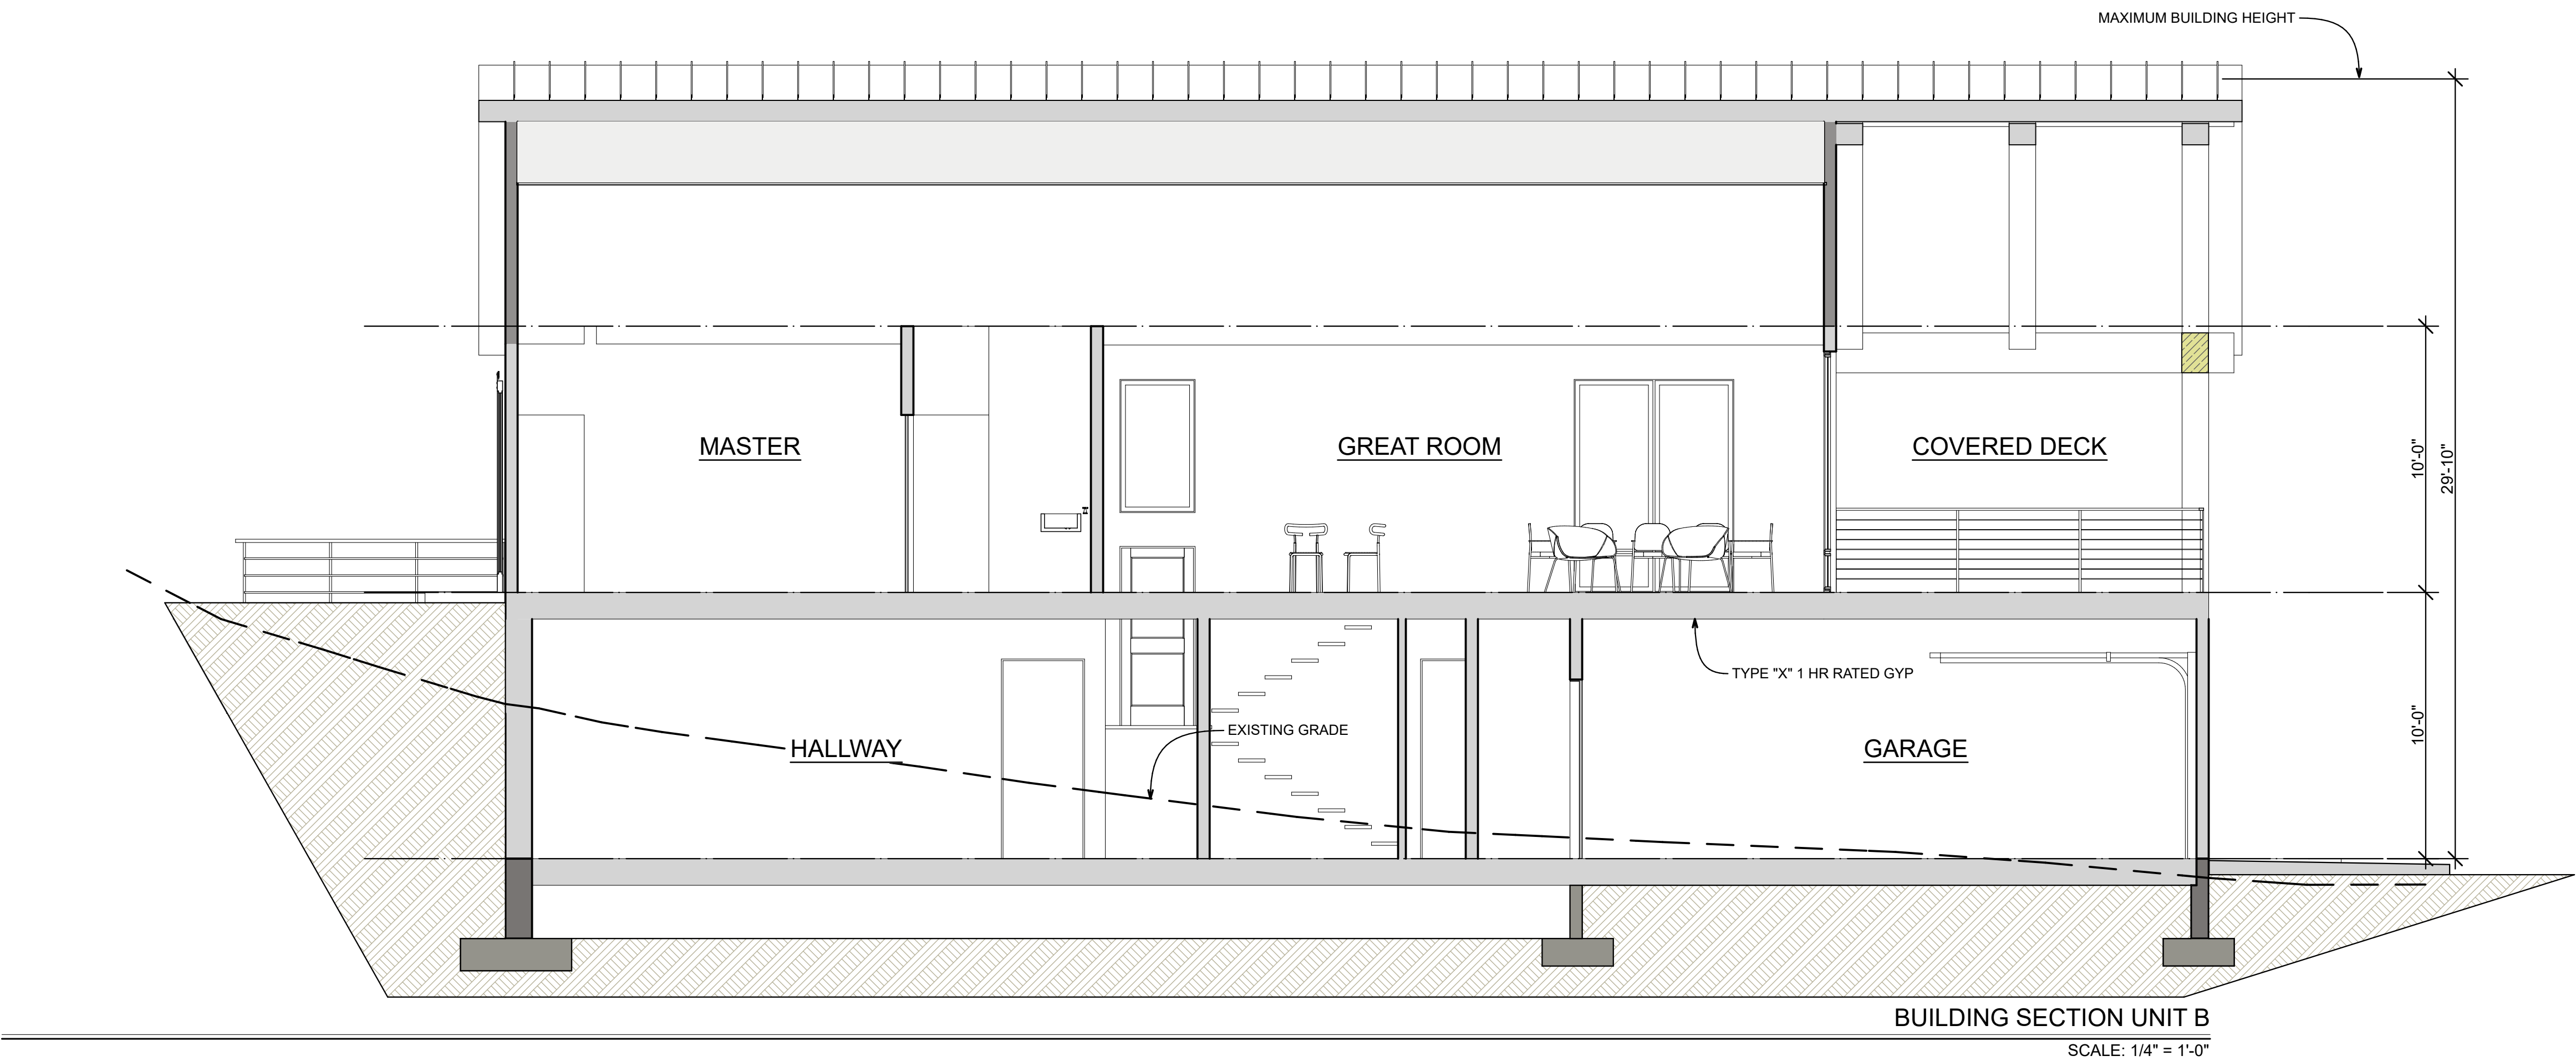 MAXIMUM BUILDING HEIGHT
MASTER
GREAT ROOM
COVERED DECK
10'-0"
29'-10"
TYPE "X" 1 HR RATED GYP
EXISTING GRADE
HALLWAY
GARAGE
10'-0"
BUILDING SECTION UNIT B
SCALE: 1/4" = 1'-0"